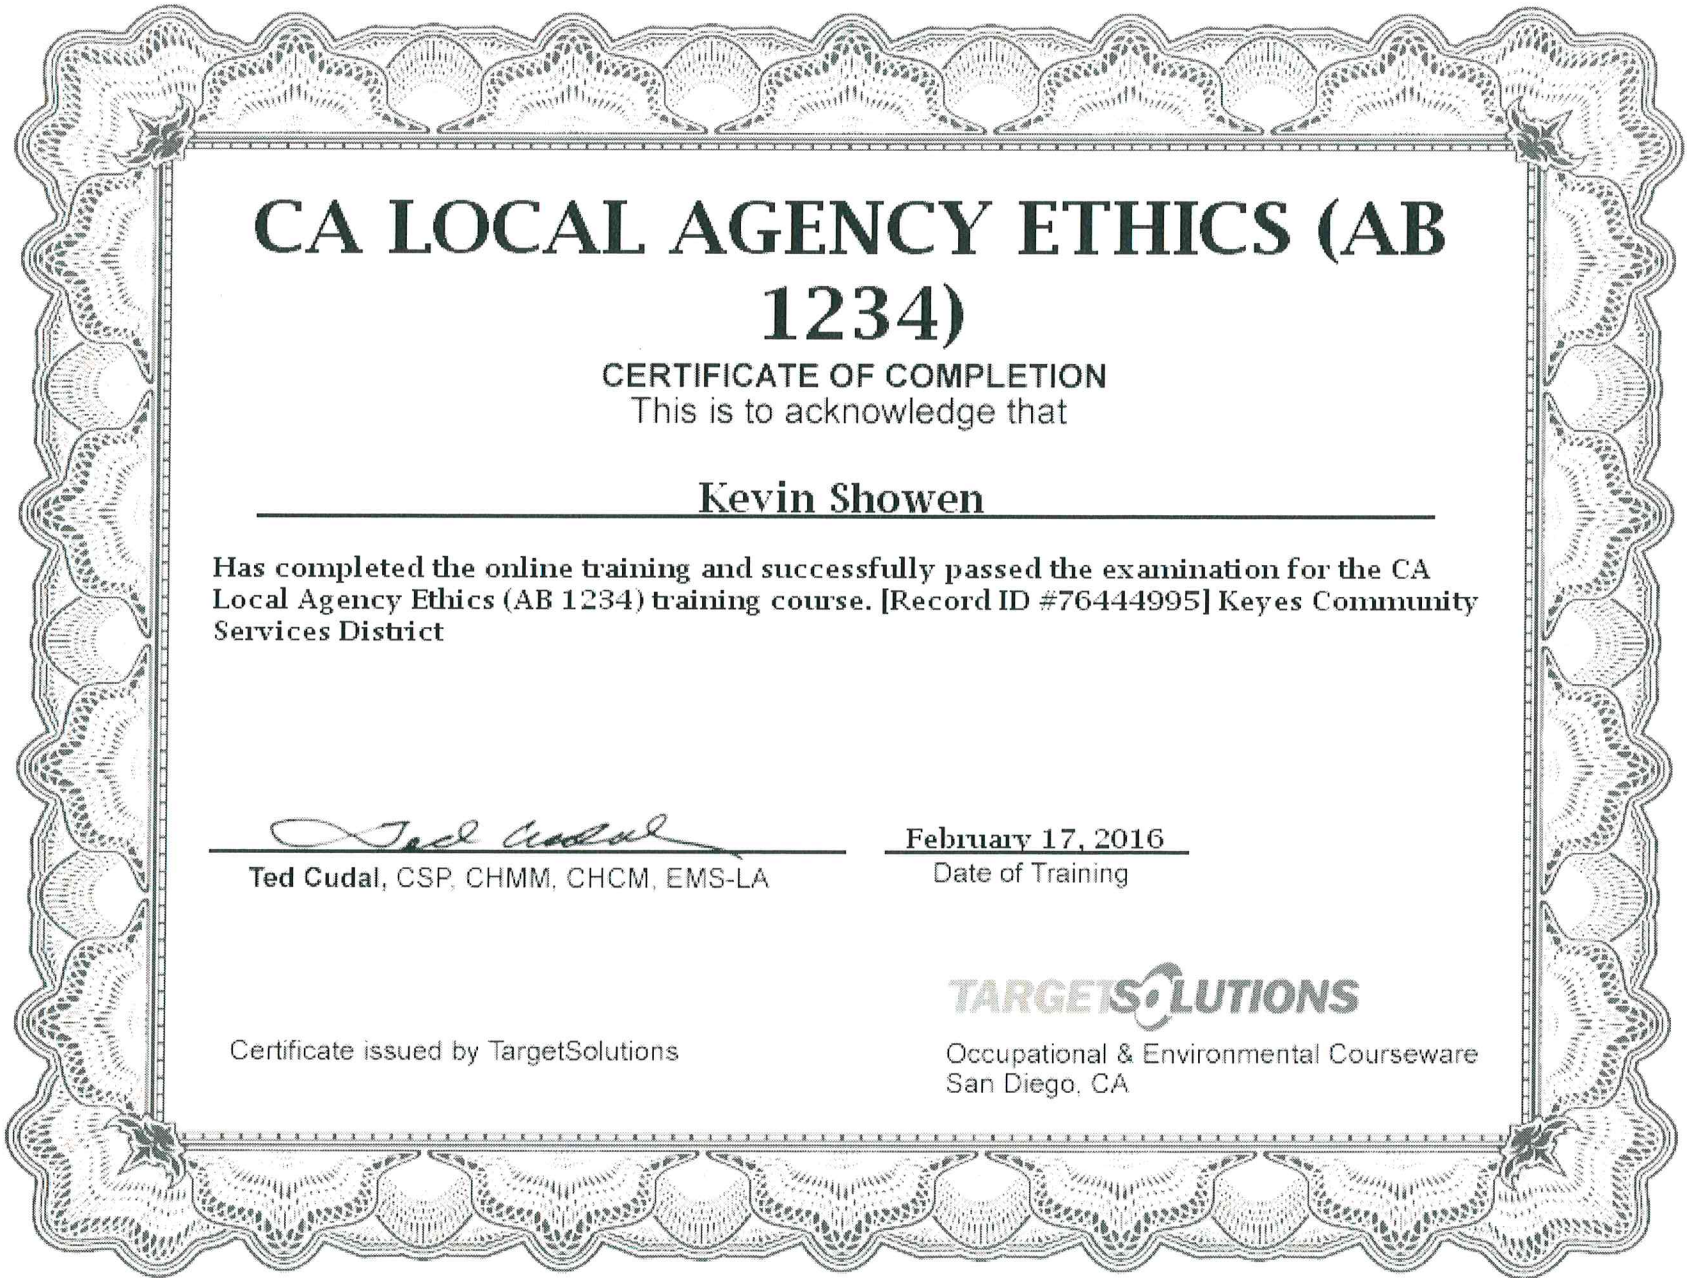 CA LOCAL AGENCY ETHICS (AB
1234)
CERTIFICATE OF COMPLETION
This is to acknowledge that
Kevin Showen
Has completed the online training and successfully passed the examination for the CA
Local Agency Ethics (AB 1234) training course. [Record ID #76444995] Keyes Community
Services District
Ted Cudal
February 17, 2016
Ted Cudal, CSP, CHMM, CHCM, EMS-LA
Date of Training
TARGETSOLUTIONS
Certificate issued by TargetSolutions
Occupational & Environmental Courseware
San Diego, CA